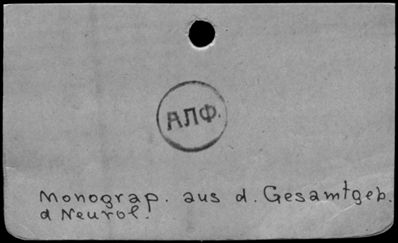 АЛФ.
Monograp. aus d. Gesamtgeb.
d Neurol.